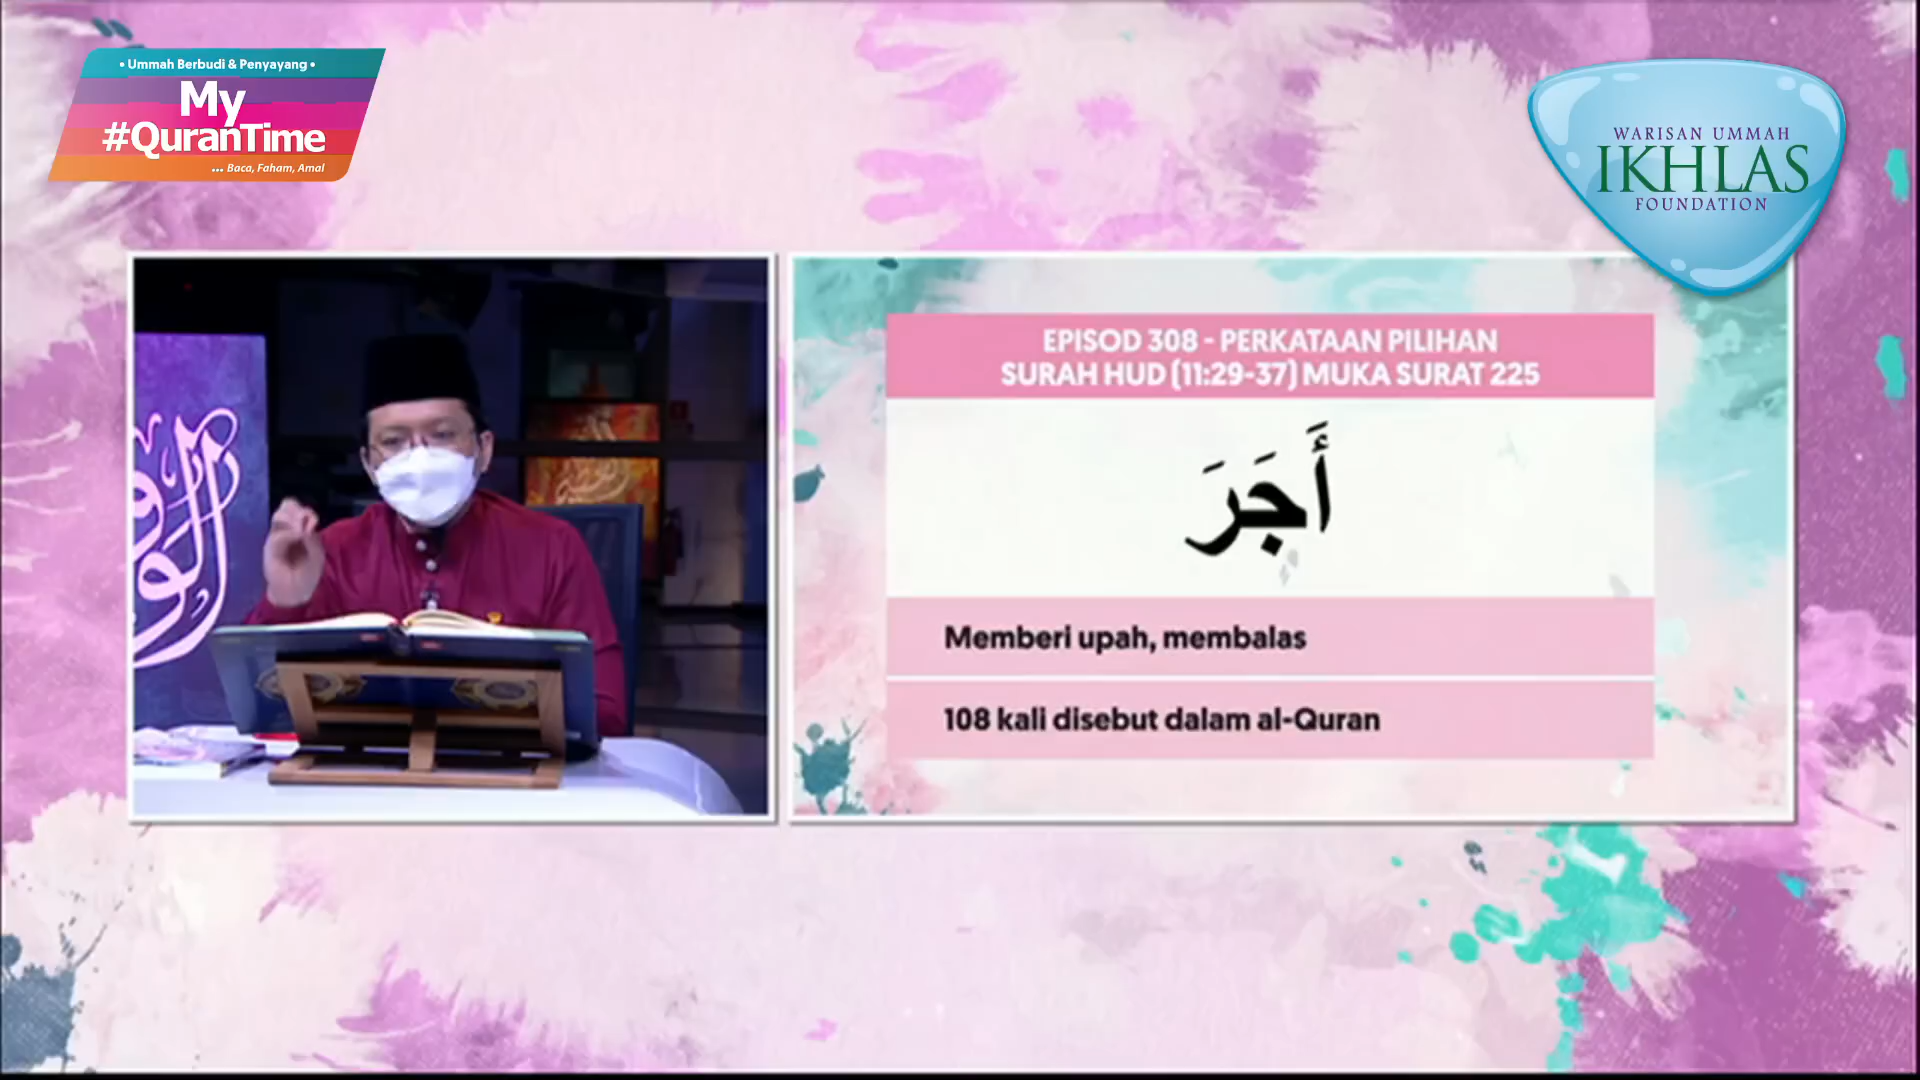 • Ummah Berbudi & Penyayang •
My
#QuranTime
... Baca, Faham, Amal
WARISAN UMMAH
IKHLAS
FOUNDATION
EPISOD 308 - PERKATAAN PILIHAN
SURAH HUD (11:29-37) MUKA SURAT 225
أَجَرَ
Memberi upah, membalas
108 kali disebut dalam al-Quran